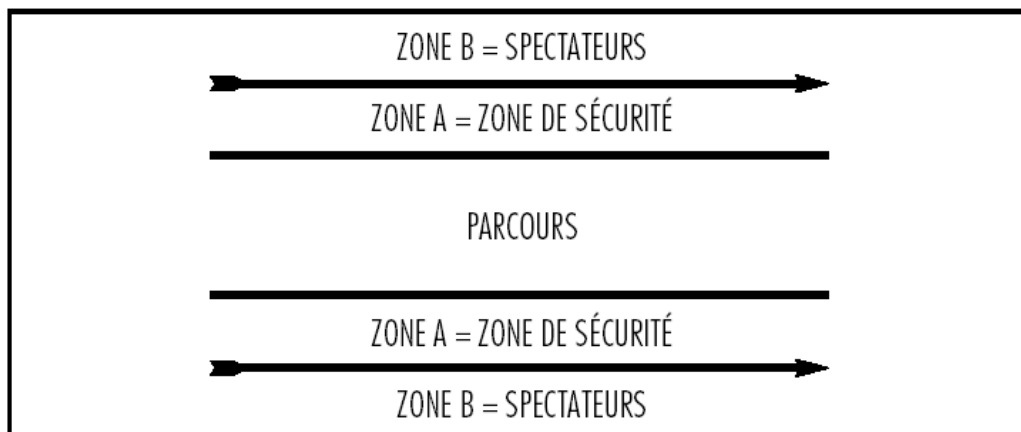 ZONE B = SPECTATEURS
ZONE A = ZONE DE SÉCURITÉ
PARCOURS
ZONE A = ZONE DE SÉCURITÉ
ZONE B = SPECTATEURS